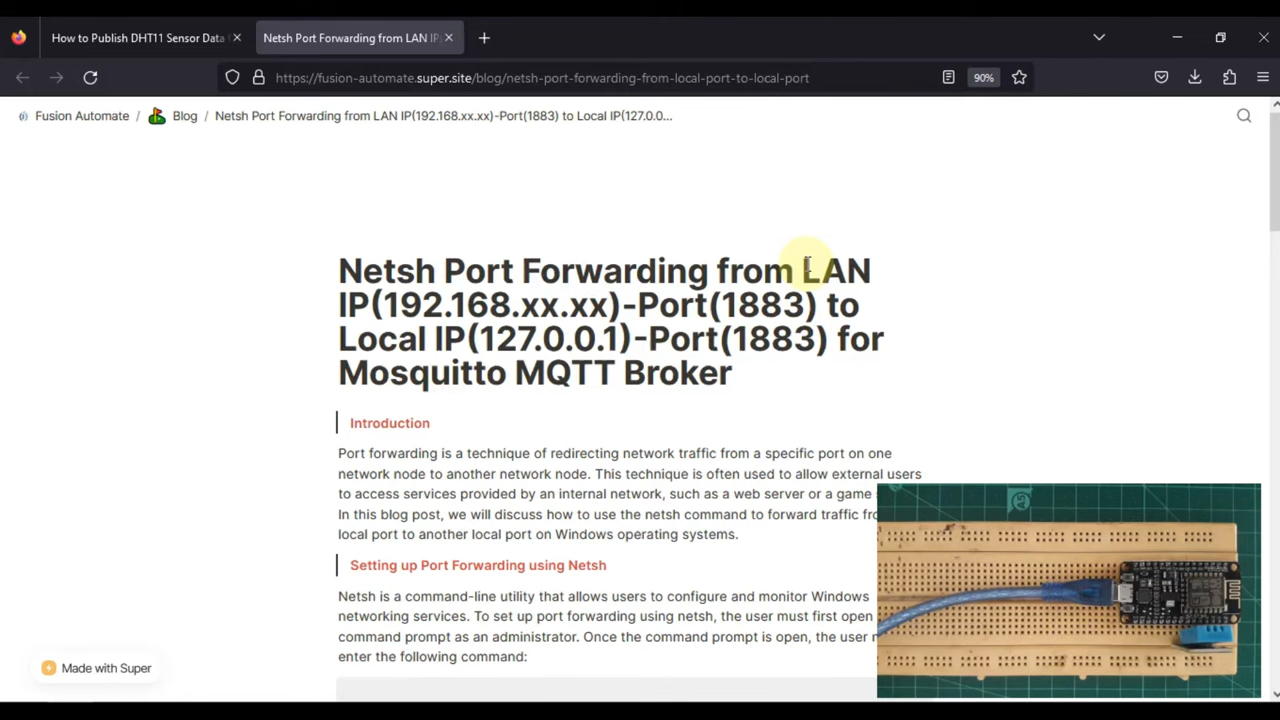 How to Publish DHT11 Sensor Data
Netsh Port Forwarding from LAN IP(
https://fusion-automate.super.site/blog/netsh-port-forwarding-from-local-port-to-local-port
90%
Fusion Automate / Blog / Netsh Port Forwarding from LAN IP(192.168.xx.xx)-Port(1883) to Local IP(127.0.0...
Netsh Port Forwarding from LAN
IP(192.168.xx.xx)-Port(1883) to
Local IP(127.0.0.1)-Port(1883) for
Mosquitto MQTT Broker
Introduction
Port forwarding is a technique of redirecting network traffic from a specific port on one
network node to another network node. This technique is often used to allow external users
to access services provided by an internal network, such as a web server or a game
In this blog post, we will discuss how to use the netsh command to forward traffic
local port to another local port on Windows operating systems.
Setting up Port Forwarding using Netsh
Netsh is a command-line utility that allows users to configure and monitor Windows
networking services. To set up port forwarding using netsh, the user must first open
command prompt as an administrator. Once the command prompt is open, the user
enter the following command:
Made with Super